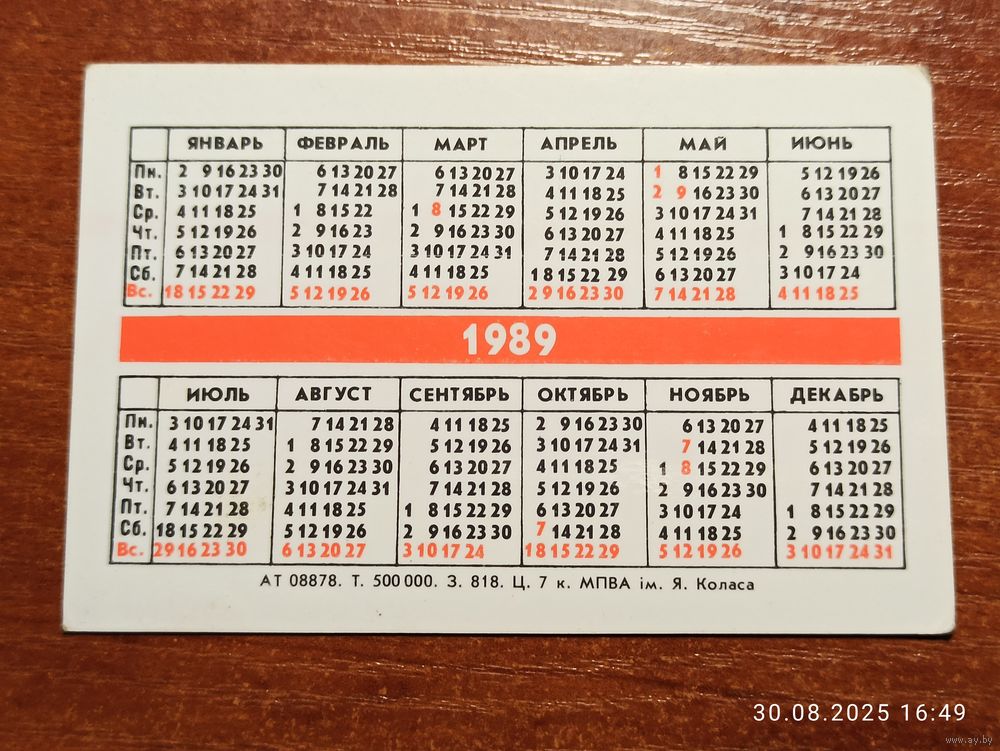 ЯНВАРЬ ФЕВРАЛЬ МАРТ АПРЕЛЬ МАЙ ИЮНЬ
Пн. 2 9 16 23 30 6 13 20 27 6 13 20 27 3 10 17 24 1 8 15 22 29 5 12 19 26
Вт. 3 10 17 24 31 7 14 21 28 7 14 21 28 4 11 18 25 2 9 16 23 30 6 13 20 27
Ср. 4 11 18 25 1 8 15 22 1 8 15 22 29 5 12 19 26 3 10 17 24 31 7 14 21 28
Чт. 5 12 19 26 2 9 16 23 2 9 16 23 30 6 13 20 27 4 11 18 25 1 8 15 22 29
Пт. 6 13 20 27 3 10 17 24 3 10 17 24 31 7 14 21 28 5 12 19 26 2 9 16 23 30
Сб. 7 14 21 28 4 11 18 25 4 11 18 25 1 8 15 22 29 6 13 20 27 3 10 17 24
Вс. 1 8 15 22 29 5 12 19 26 5 12 19 26 2 9 16 23 30 7 14 21 28 4 11 18 25
1989
ИЮЛЬ АВГУСТ СЕНТЯБРЬ ОКТЯБРЬ НОЯБРЬ ДЕКАБРЬ
Пн. 3 10 17 24 31 7 14 21 28 4 11 18 25 2 9 16 23 30 6 13 20 27 4 11 18 25
Вт. 4 11 18 25 1 8 15 22 29 5 12 19 26 3 10 17 24 31 7 14 21 28 5 12 19 26
Ср. 5 12 19 26 2 9 16 23 30 6 13 20 27 4 11 18 25 1 8 15 22 29 6 13 20 27
Чт. 6 13 20 27 3 10 17 24 31 7 14 21 28 5 12 19 26 2 9 16 23 30 7 14 21 28
Пт. 7 14 21 28 4 11 18 25 1 8 15 22 29 6 13 20 27 3 10 17 24 1 8 15 22 29
Сб. 1 8 15 22 29 5 12 19 26 2 9 16 23 30 7 14 21 28 4 11 18 25 2 9 16 23 30
Вс. 2 9 16 23 30 6 13 20 27 3 10 17 24 1 8 15 22 29 5 12 19 26 3 10 17 24 31
АТ 08878. Т. 500 000. З. 818. Ц. 7 к. МПВА ім. Я. Коласа
30.08.2025 16:49
www.ay.by